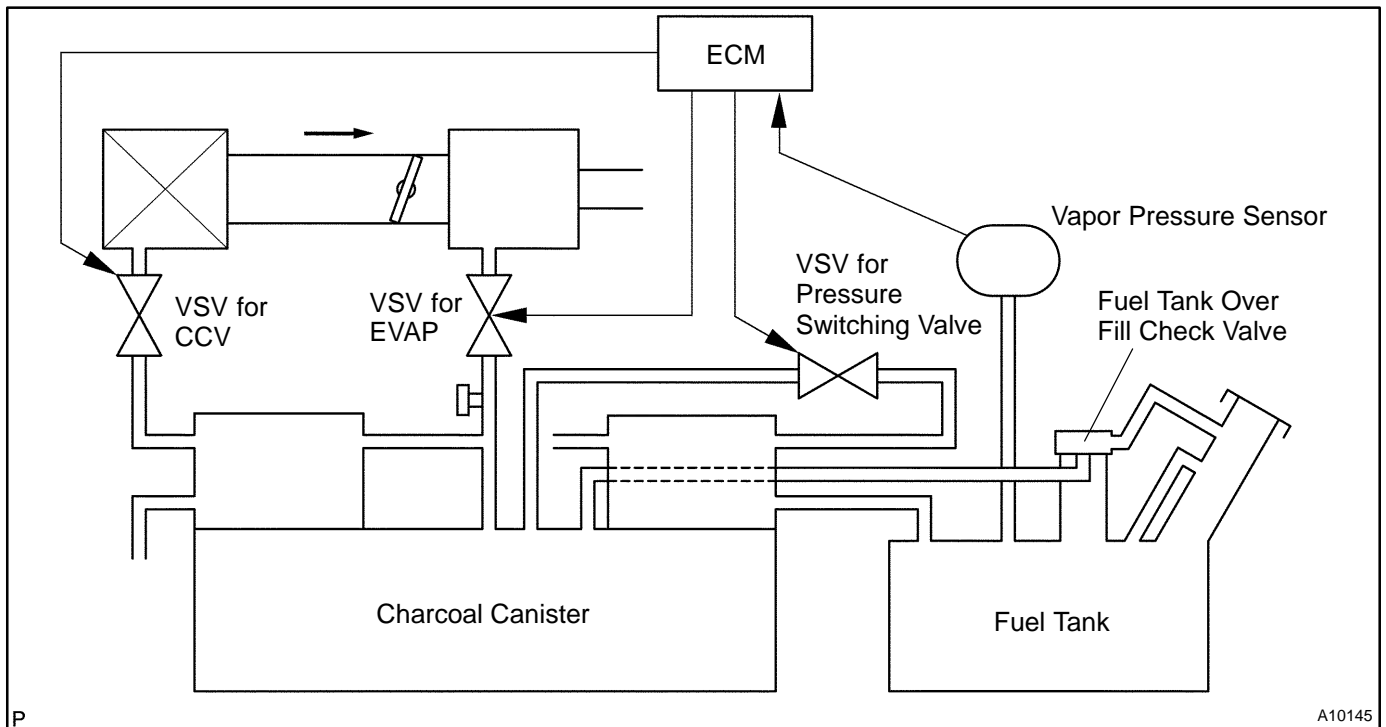 ECM
Vapor Pressure Sensor
VSV for
CCV
VSV for
EVAP
VSV for
Pressure
Switching Valve
Fuel Tank Over
Fill Check Valve
Charcoal Canister
Fuel Tank
P
A10145